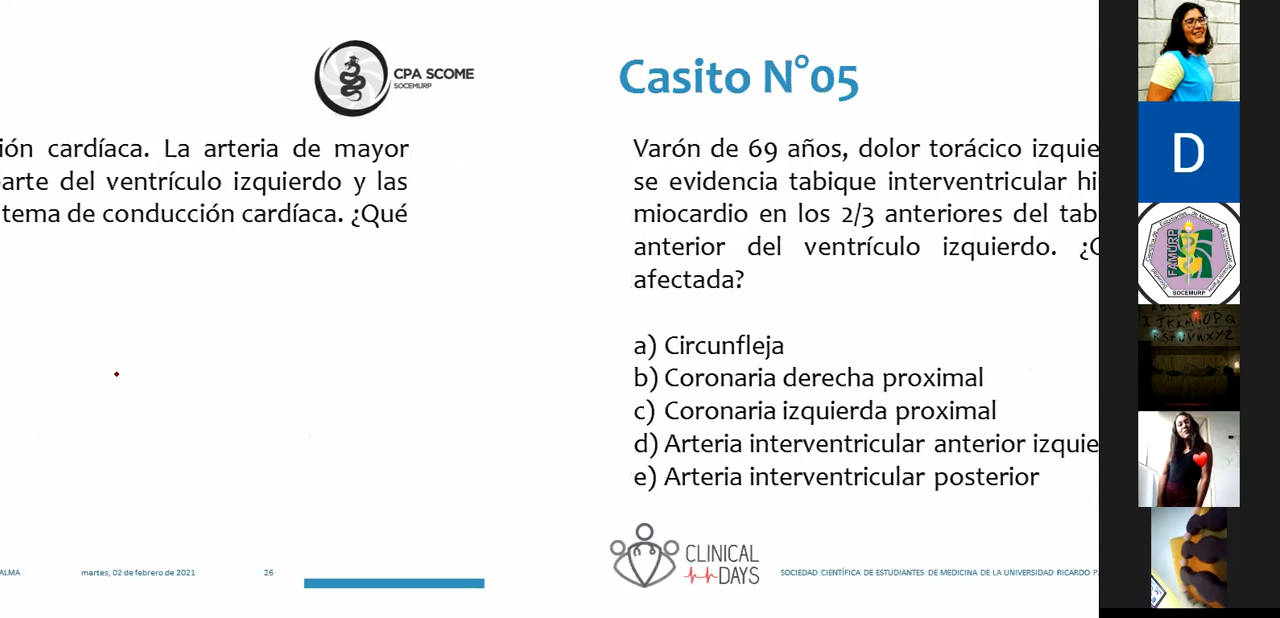 CPA SCOME
SOCEMURP
ión cardíaca. La arteria de mayor
arte del ventrículo izquierdo y las
tema de conducción cardíaca. ¿Qué
martes, 02 de febrero de 2021
26
Casito N°05
Varón de 69 años, dolor torácico izquie
se evidencia tabique interventricular hi
miocardio en los 2/3 anteriores del tab
anterior del ventrículo izquierdo. ¿C
afectada?
a) Circunfleja
b) Coronaria derecha proximal
c) Coronaria izquierda proximal
d) Arteria interventricular anterior izquie
e) Arteria interventricular posterior
CLINICAL
DAYS
SOCIEDAD CIENTÍFICA DE ESTUDIANTES DE MEDICINA DE LA UNIVERSIDAD RICARDO PA
D
FAMURP
SOCEMURP